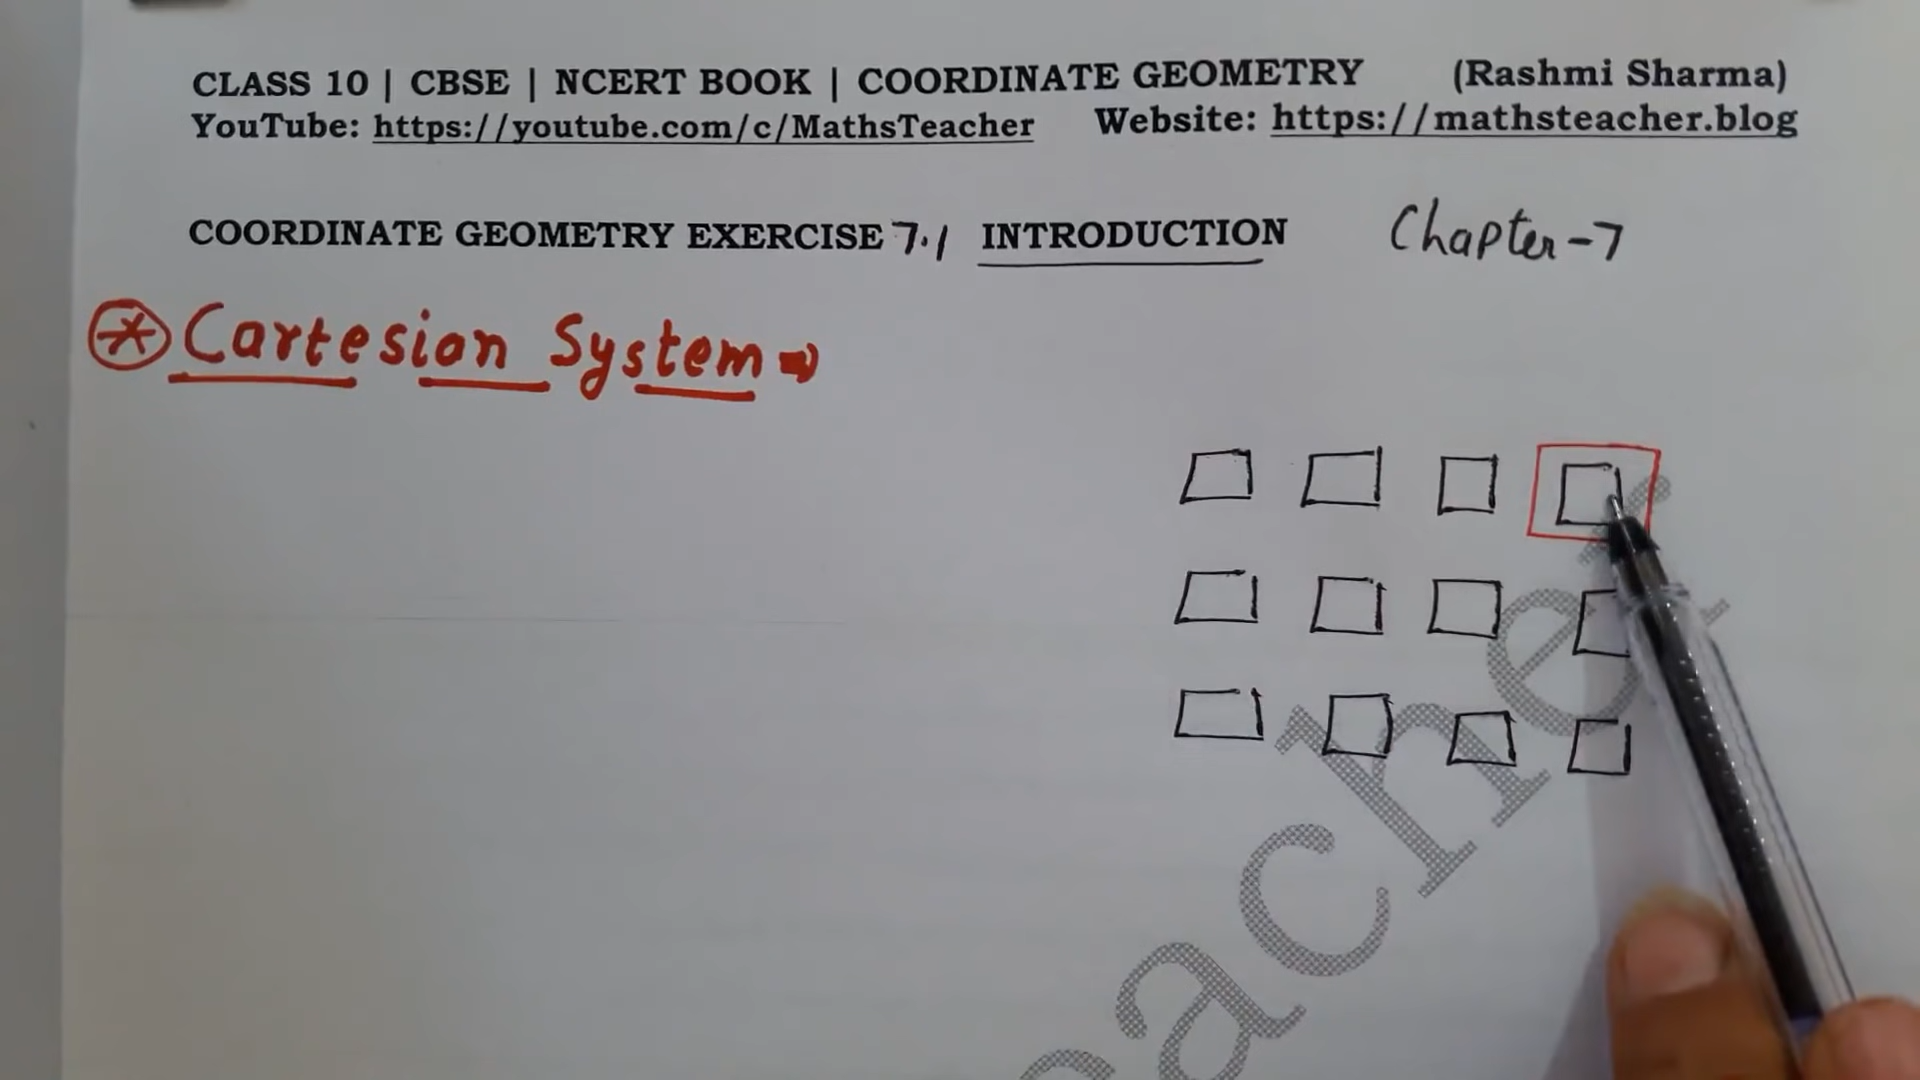 CLASS 10 | CBSE | NCERT BOOK | COORDINATE GEOMETRY (Rashmi Sharma)
YouTube: https://youtube.com/c/MathsTeacher Website: https://mathsteacher.blog
COORDINATE GEOMETRY EXERCISE 7.1 INTRODUCTION Chapter-7
Cartesian System